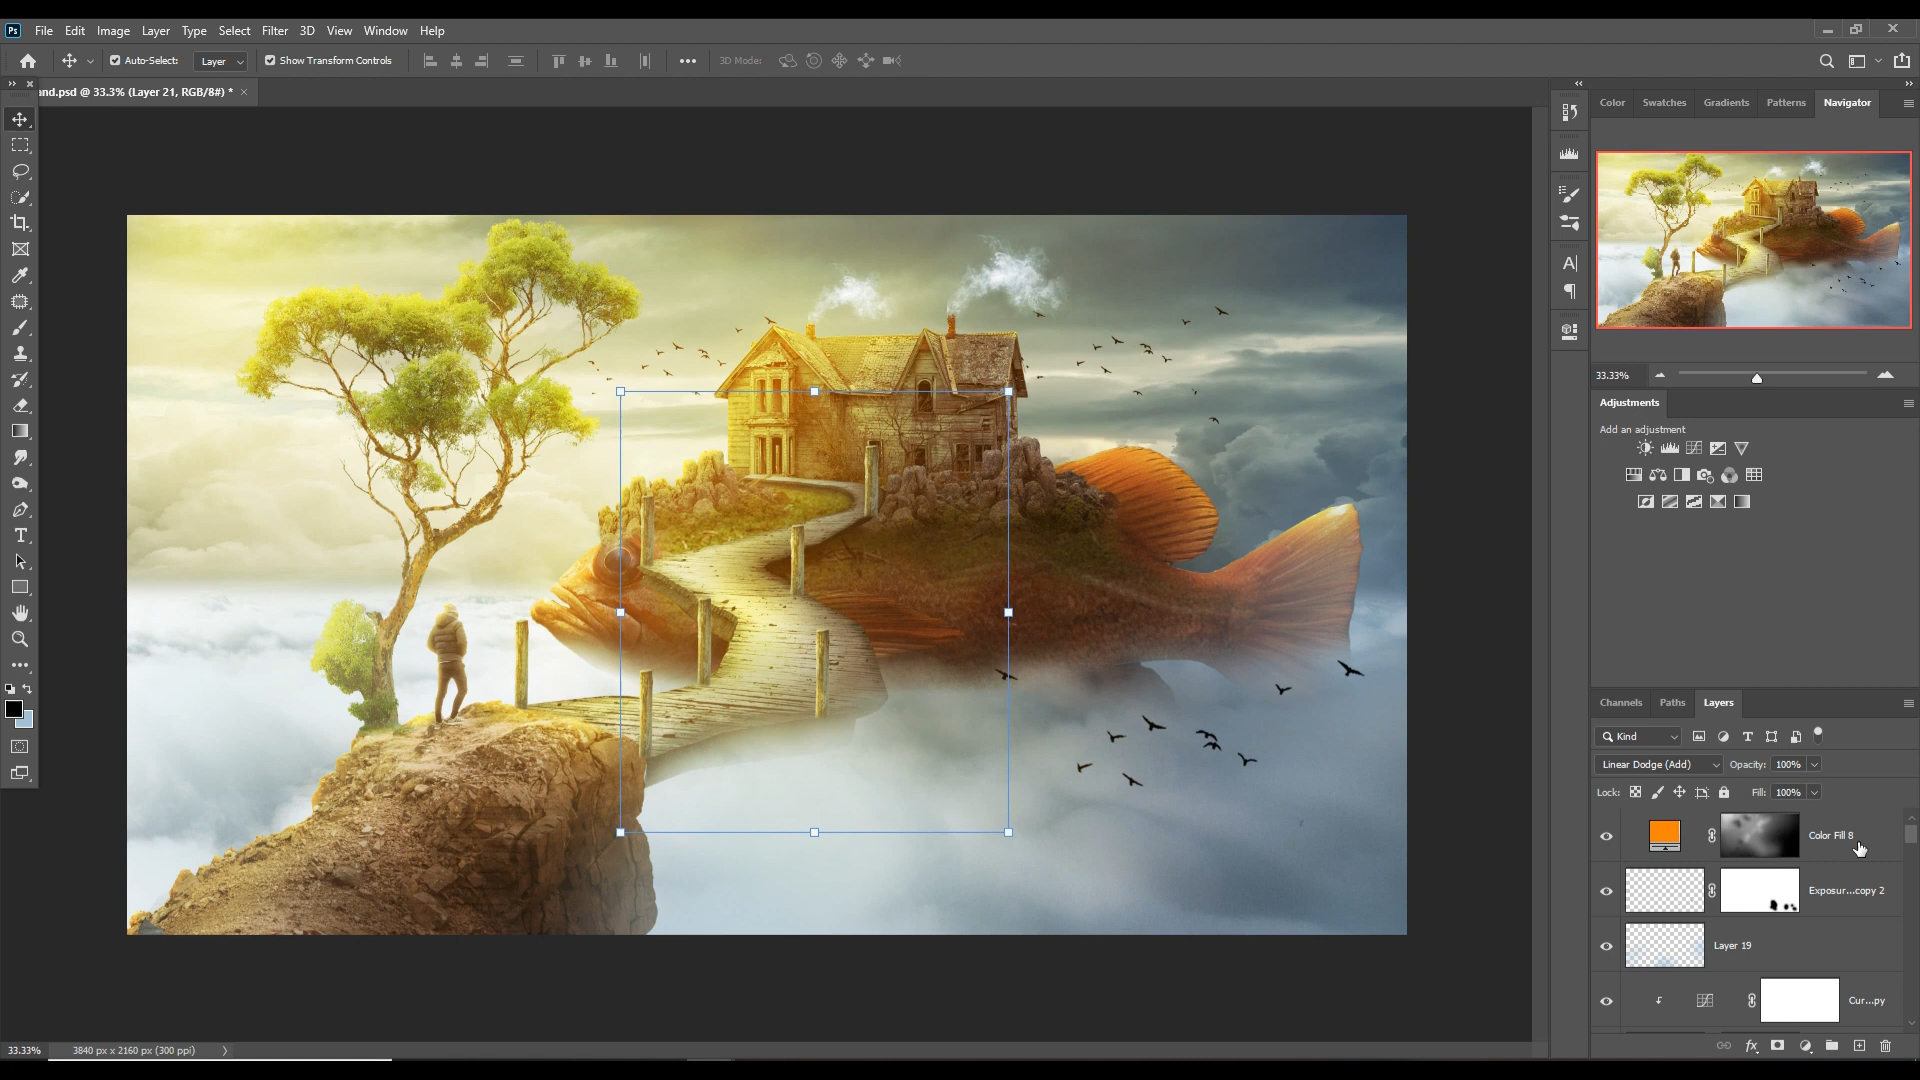 Ps File Edit Image Layer Type Select Filter 3D View Window Help
Auto-Select: Layer Show Transform Controls 3D Mode:
and.psd @ 33.3% (Layer 21, RGB/8#) * ×
Color Swatches Gradients Patterns Navigator
33.33%
Adjustments
Add an adjustment
Channels Paths Layers
Kind
Linear Dodge (Add) Opacity: 100%
Lock: Fill: 100%
Color Fill 8
Exposur...copy 2
Layer 19
Cur...py
33.33% 3840 px x 2160 px (300 ppi)